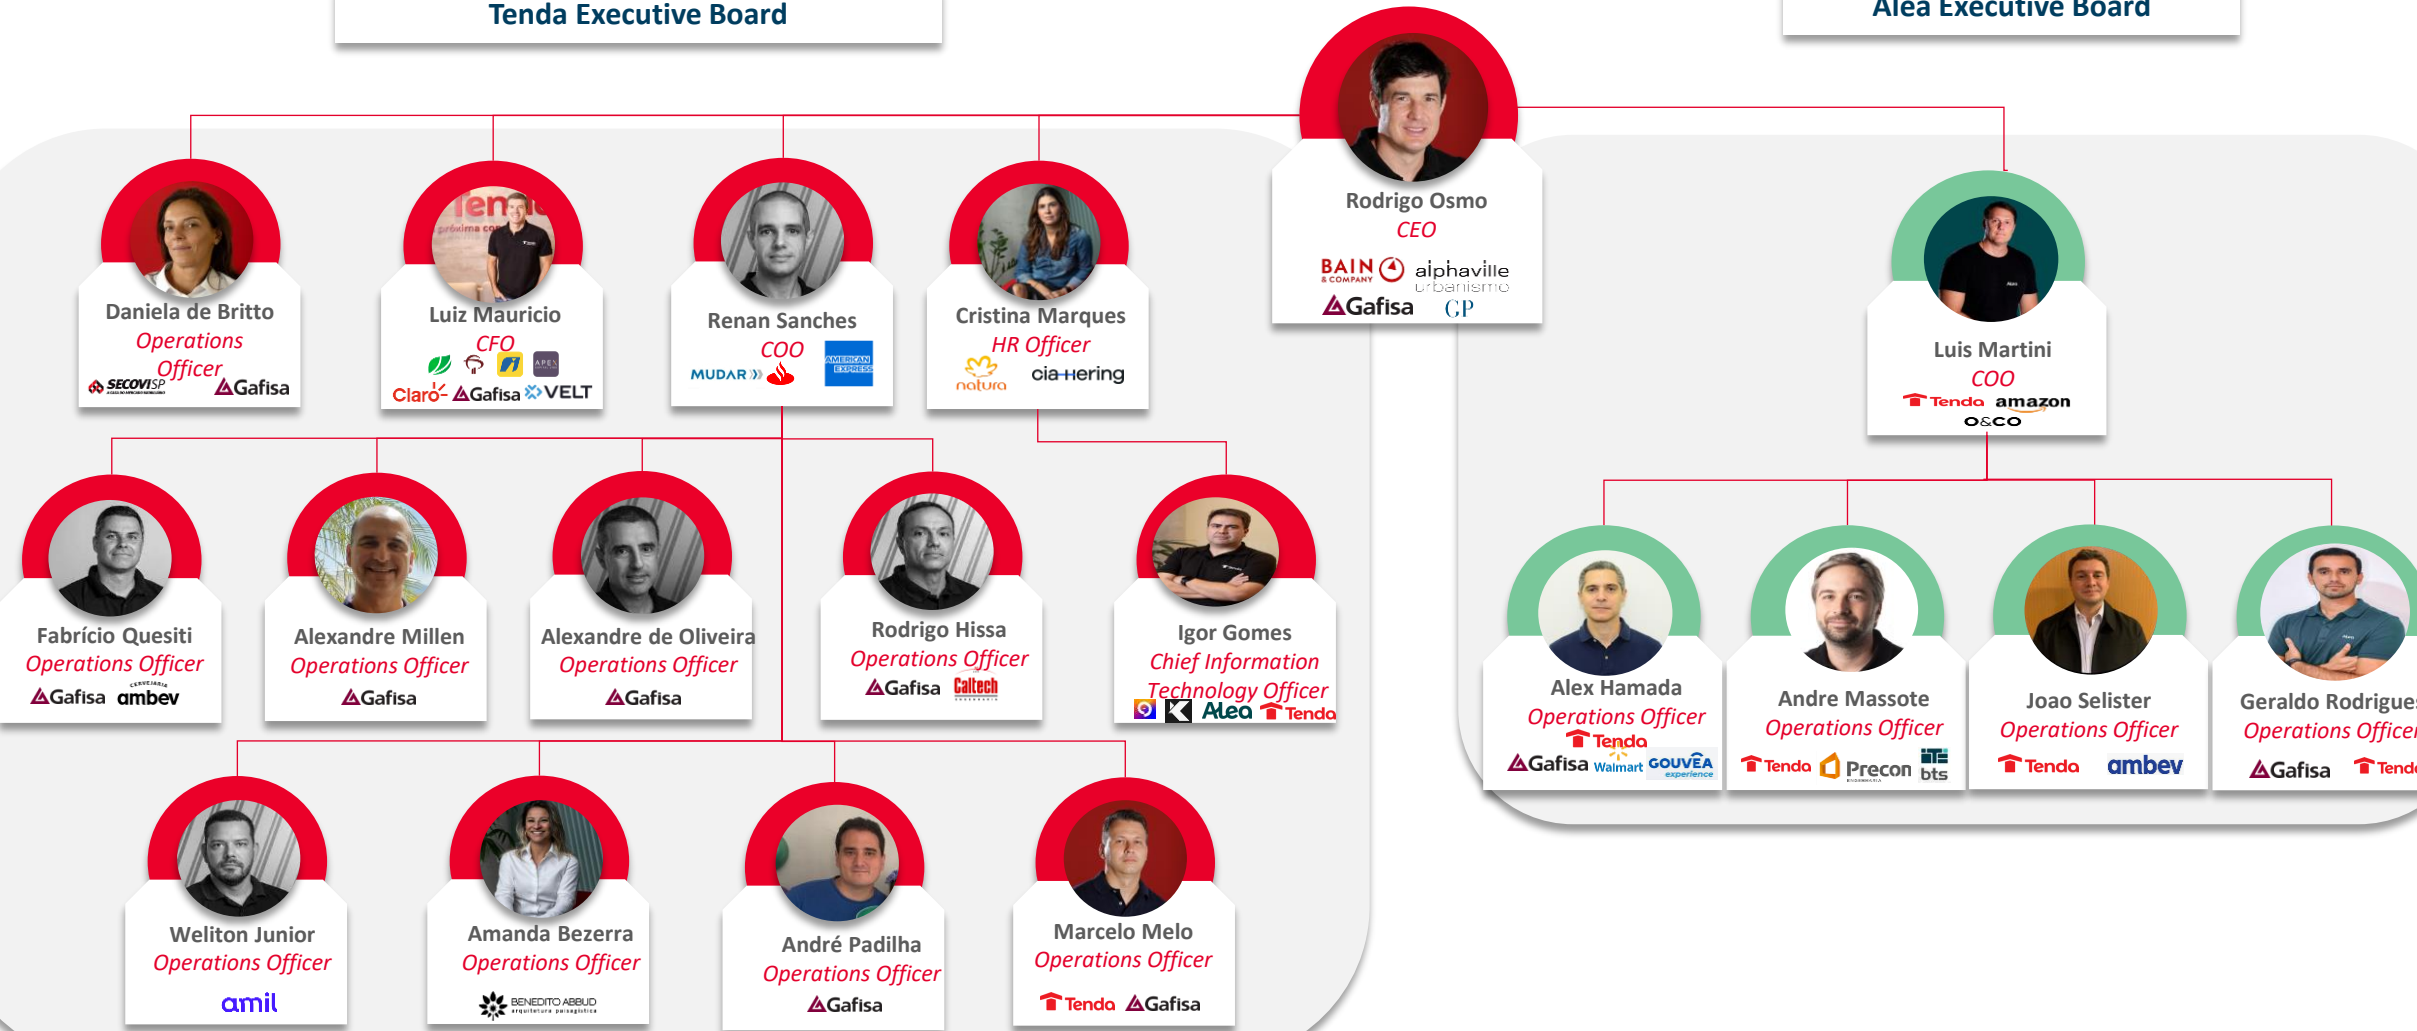 Tenda Executive Board
Alea Executive Board
Rodrigo Osmo
CEO
BAIN & COMPANY
alphaville urbanismo
Gafisa
GP
Daniela de Britto
Operations
Officer
SECOVISP
Gafisa
Luiz Mauricio
CFO
APEX
Claro
Gafisa
VELT
Renan Sanches
COO
MUDAR
AMERICAN EXPRESS
Cristina Marques
HR Officer
natura
cia hering
Luis Martini
COO
Tenda
amazon
O&CO
Fabrício Quesiti
Operations Officer
Gafisa
CERVEJARIA
ambev
Alexandre Millen
Operations Officer
Gafisa
Alexandre de Oliveira
Operations Officer
Gafisa
Rodrigo Hissa
Operations Officer
Gafisa
Caltech
Igor Gomes
Chief Information
Technology Officer
Alea
Tenda
Alex Hamada
Operations Officer
Tenda
Gafisa
Walmart
GOUVÊA
experience
Andre Massote
Operations Officer
Tenda
Precon
bts
Joao Selister
Operations Officer
Tenda
ambev
Geraldo Rodrigues
Operations Officer
Gafisa
Tenda
Weliton Junior
Operations Officer
amil
Amanda Bezerra
Operations Officer
BENEDITO ABBUD
arquitetura paisagística
André Padilha
Operations Officer
Gafisa
Marcelo Melo
Operations Officer
Tenda
Gafisa